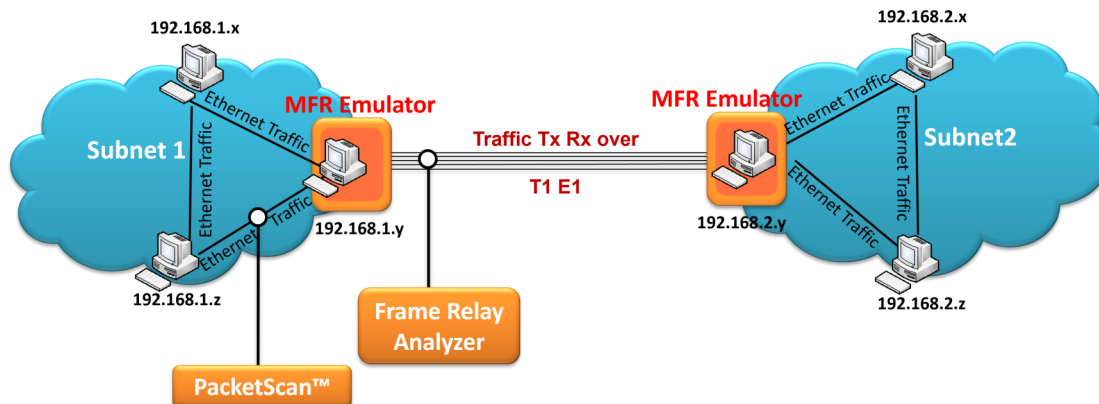 192.168.1.x
192.168.2.x
MFR Emulator
MFR Emulator
Ethernet Traffic
Ethernet Traffic
Subnet 1
Ethernet Traffic
Traffic Tx Rx over
T1 E1
Subnet2
Ethernet Traffic
Ethernet Traffic
Ethernet Traffic
192.168.1.y
192.168.2.y
192.168.1.z
192.168.2.z
Frame Relay
Analyzer
PacketScan™